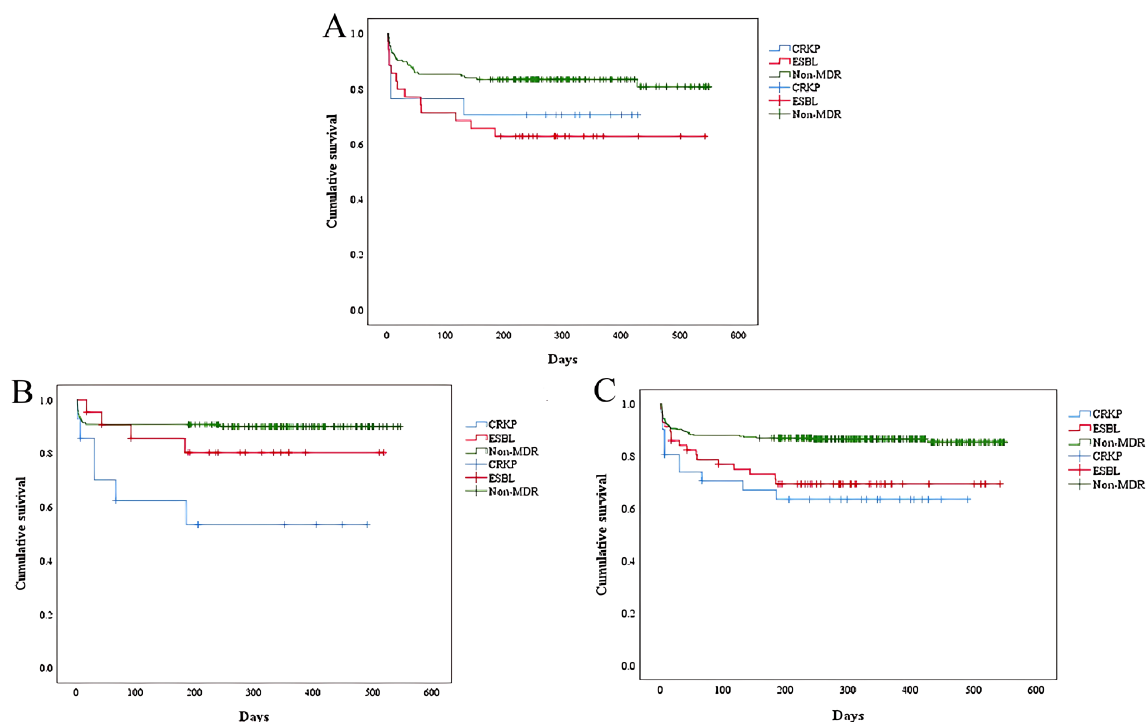 A
Cumulative survival
1.0
0.8
0.6
0.4
0.2
0.0
0 100 200 300 400 500 600
Days
CRKP
ESBL
Non-MDR
CRKP
ESBL
Non-MDR
B
Cumulative suivival
1.0
0.8
0.6
0.4
0.2
0.0
0 100 200 300 400 500 600
Days
CRKP
ESBL
Non-MDR
CRKP
ESBL
Non-MDR
C
Cumulative survival
1.0
0.8
0.6
0.4
0.2
0.0
0 100 200 300 400 500 600
Days
CRKP
ESBL
Non-MDR
CRKP
ESBL
Non-MDR